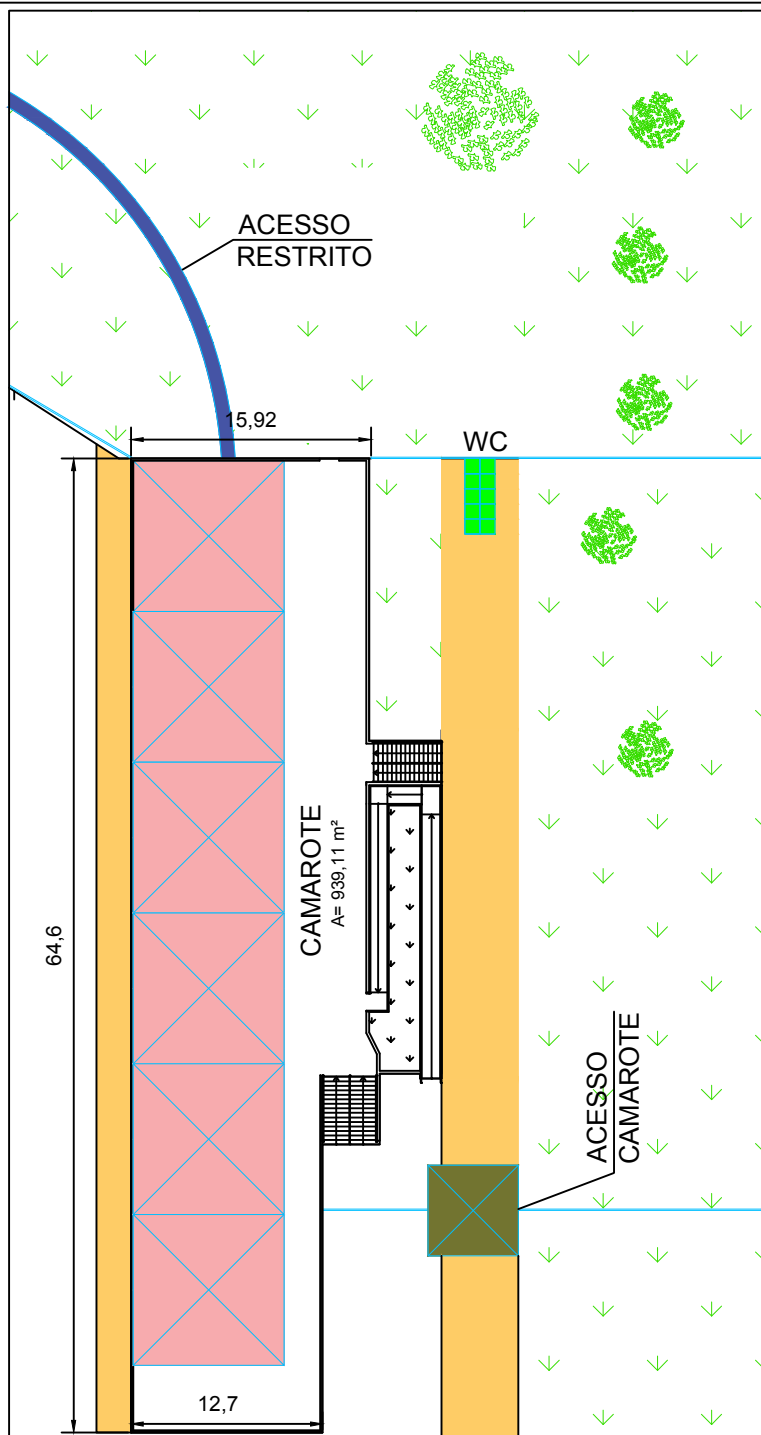 ACESSO
RESTRITO
15,92
WC
CAMAROTE
A= 939,11 m²
64,6
ACESSO
CAMAROTE
12,7